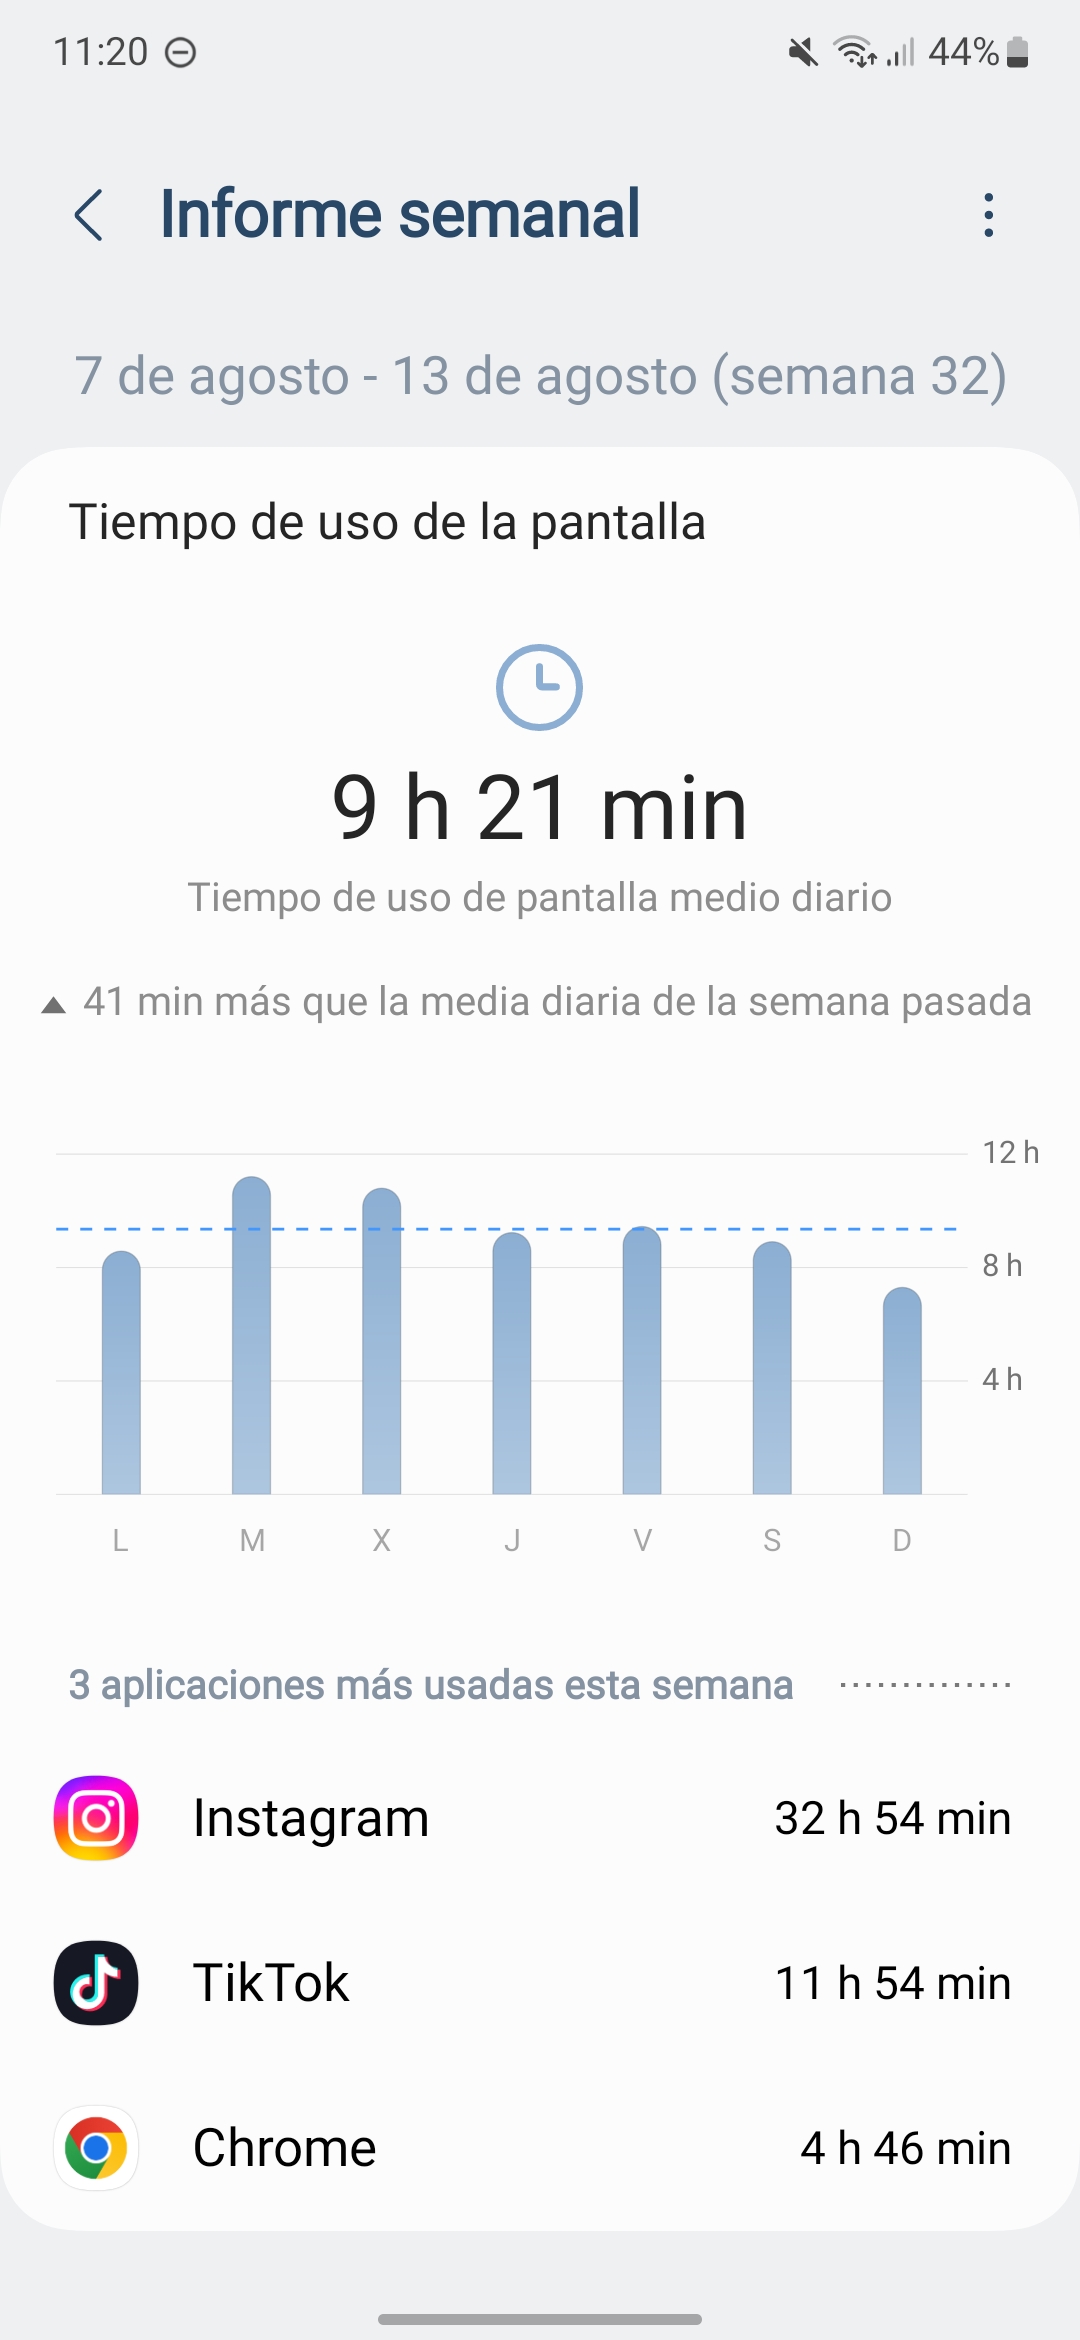 11:20 44%
Informe semanal
7 de agosto - 13 de agosto (semana 32)
Tiempo de uso de la pantalla
9 h 21 min
Tiempo de uso de pantalla medio diario
▲ 41 min más que la media diaria de la semana pasada
12 h
8 h
4 h
L M X J V S D
3 aplicaciones más usadas esta semana
Instagram 32 h 54 min
TikTok 11 h 54 min
Chrome 4 h 46 min